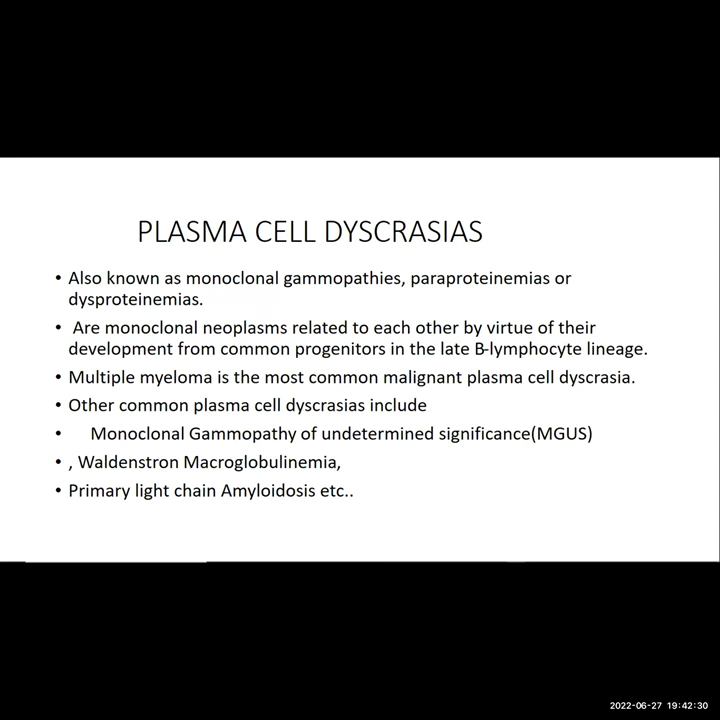 PLASMA CELL DYSCRASIAS
• Also known as monoclonal gammopathies, paraproteinemias or
dysproteinemias.
• Are monoclonal neoplasms related to each other by virtue of their
development from common progenitors in the late B-lymphocyte lineage.
• Multiple myeloma is the most common malignant plasma cell dyscrasia.
• Other common plasma cell dyscrasias include
• Monoclonal Gammopathy of undetermined significance(MGUS)
• , Waldenstron Macroglobulinemia,
• Primary light chain Amyloidosis etc..
2022-06-27 19:42:30